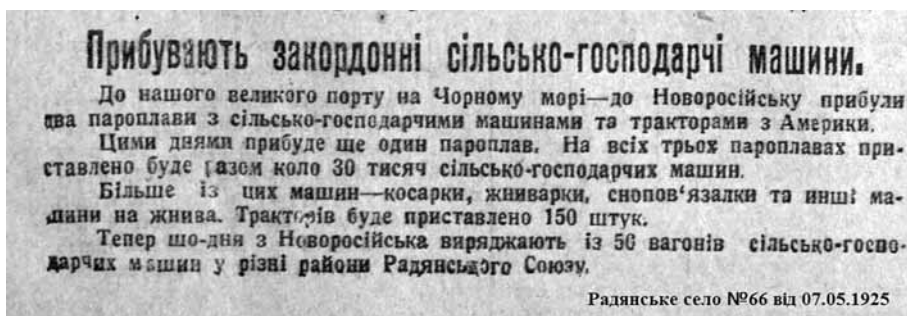 Прибувають закордонні сільсько-господарчі машини.
До нашого великого порту на Чорному морі—до Новоросійську прибули
два пароплави з сільсько-господарчими машинами та тракторами з Америки.
Цими днями прибуде ще один пароплав. На всіх трьох пароплавах при-
ставлено буде разом коло 30 тисяч сільсько-господарчих машин.
Більше із цих машин—косарки, жниварки, снопов'язалки та инші ма-
шини на жнива. Тракторів буде приставлено 150 штук.
Тепер що-дня з Новоросійська виряджають із 50 вагонів сільсько-госпо-
дарчих машин у різні райони Радянського Союзу.
Радянське село №66 від 07.05.1925